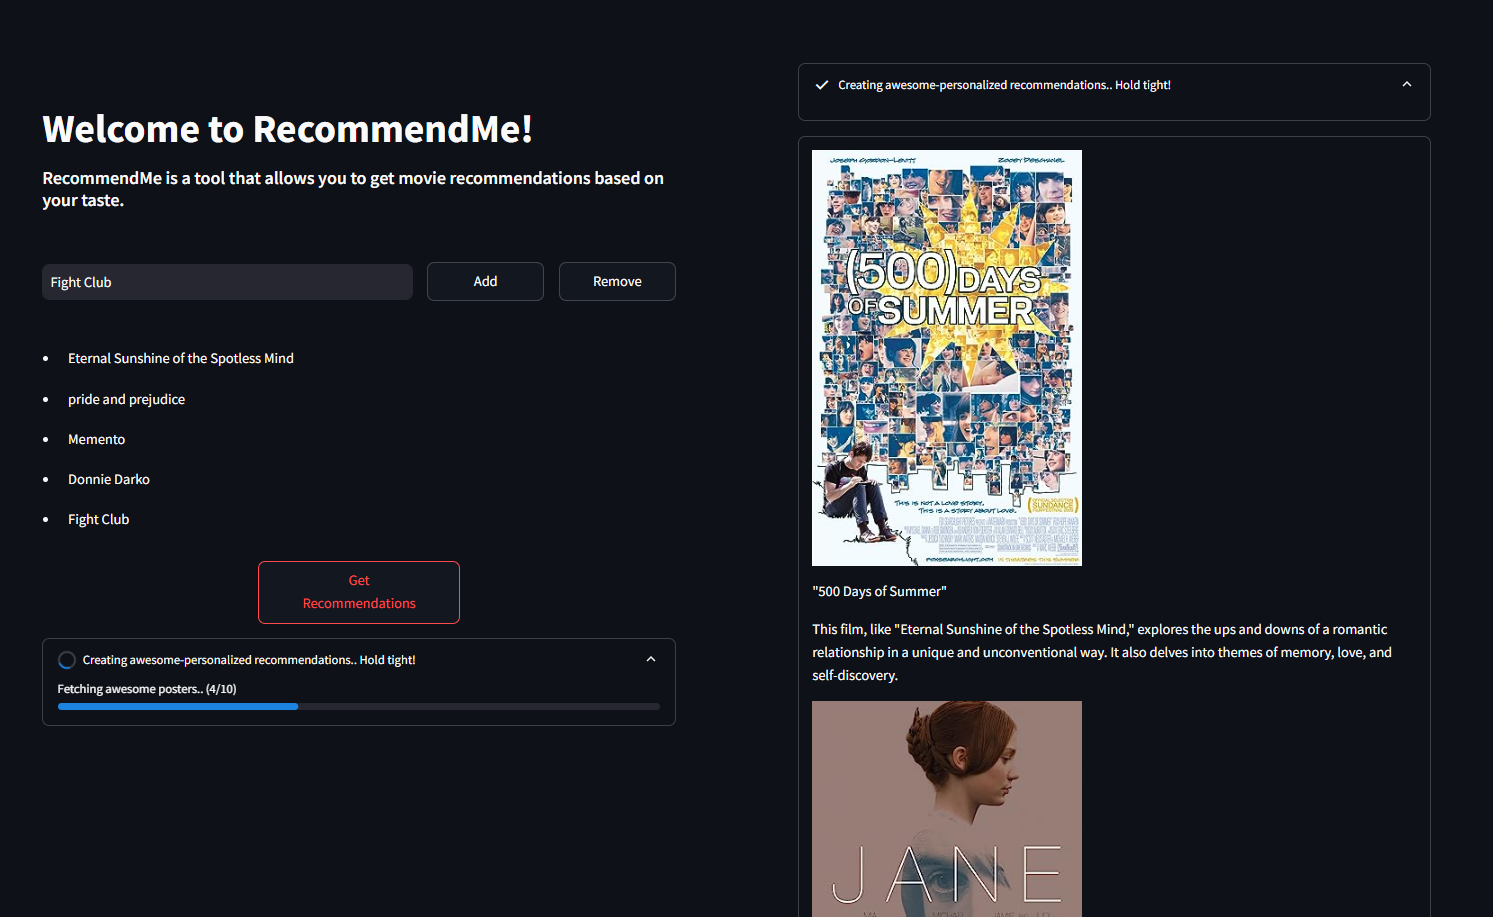 Welcome to RecommendMe!
RecommendMe is a tool that allows you to get movie recommendations based on
your taste.
Fight Club
Add
Remove
Eternal Sunshine of the Spotless Mind
pride and prejudice
Memento
Donnie Darko
Fight Club
Get
Recommendations
Creating awesome-personalized recommendations.. Hold tight!
Fetching awesome posters.. (4/10)
Creating awesome-personalized recommendations.. Hold tight!
JOSEPH GORDON-LEVITT
ZOOEY DESCHANEL
(500) DAYS
OF SUMMER
THIS IS NOT A LOVE STORY.
THIS IS A STORY ABOUT LOVE.
OFFICIAL SELECTION
SUNDANCE
"500 Days of Summer"
This film, like "Eternal Sunshine of the Spotless Mind," explores the ups and downs of a romantic
relationship in a unique and unconventional way. It also delves into themes of memory, love, and
self-discovery.
JANE